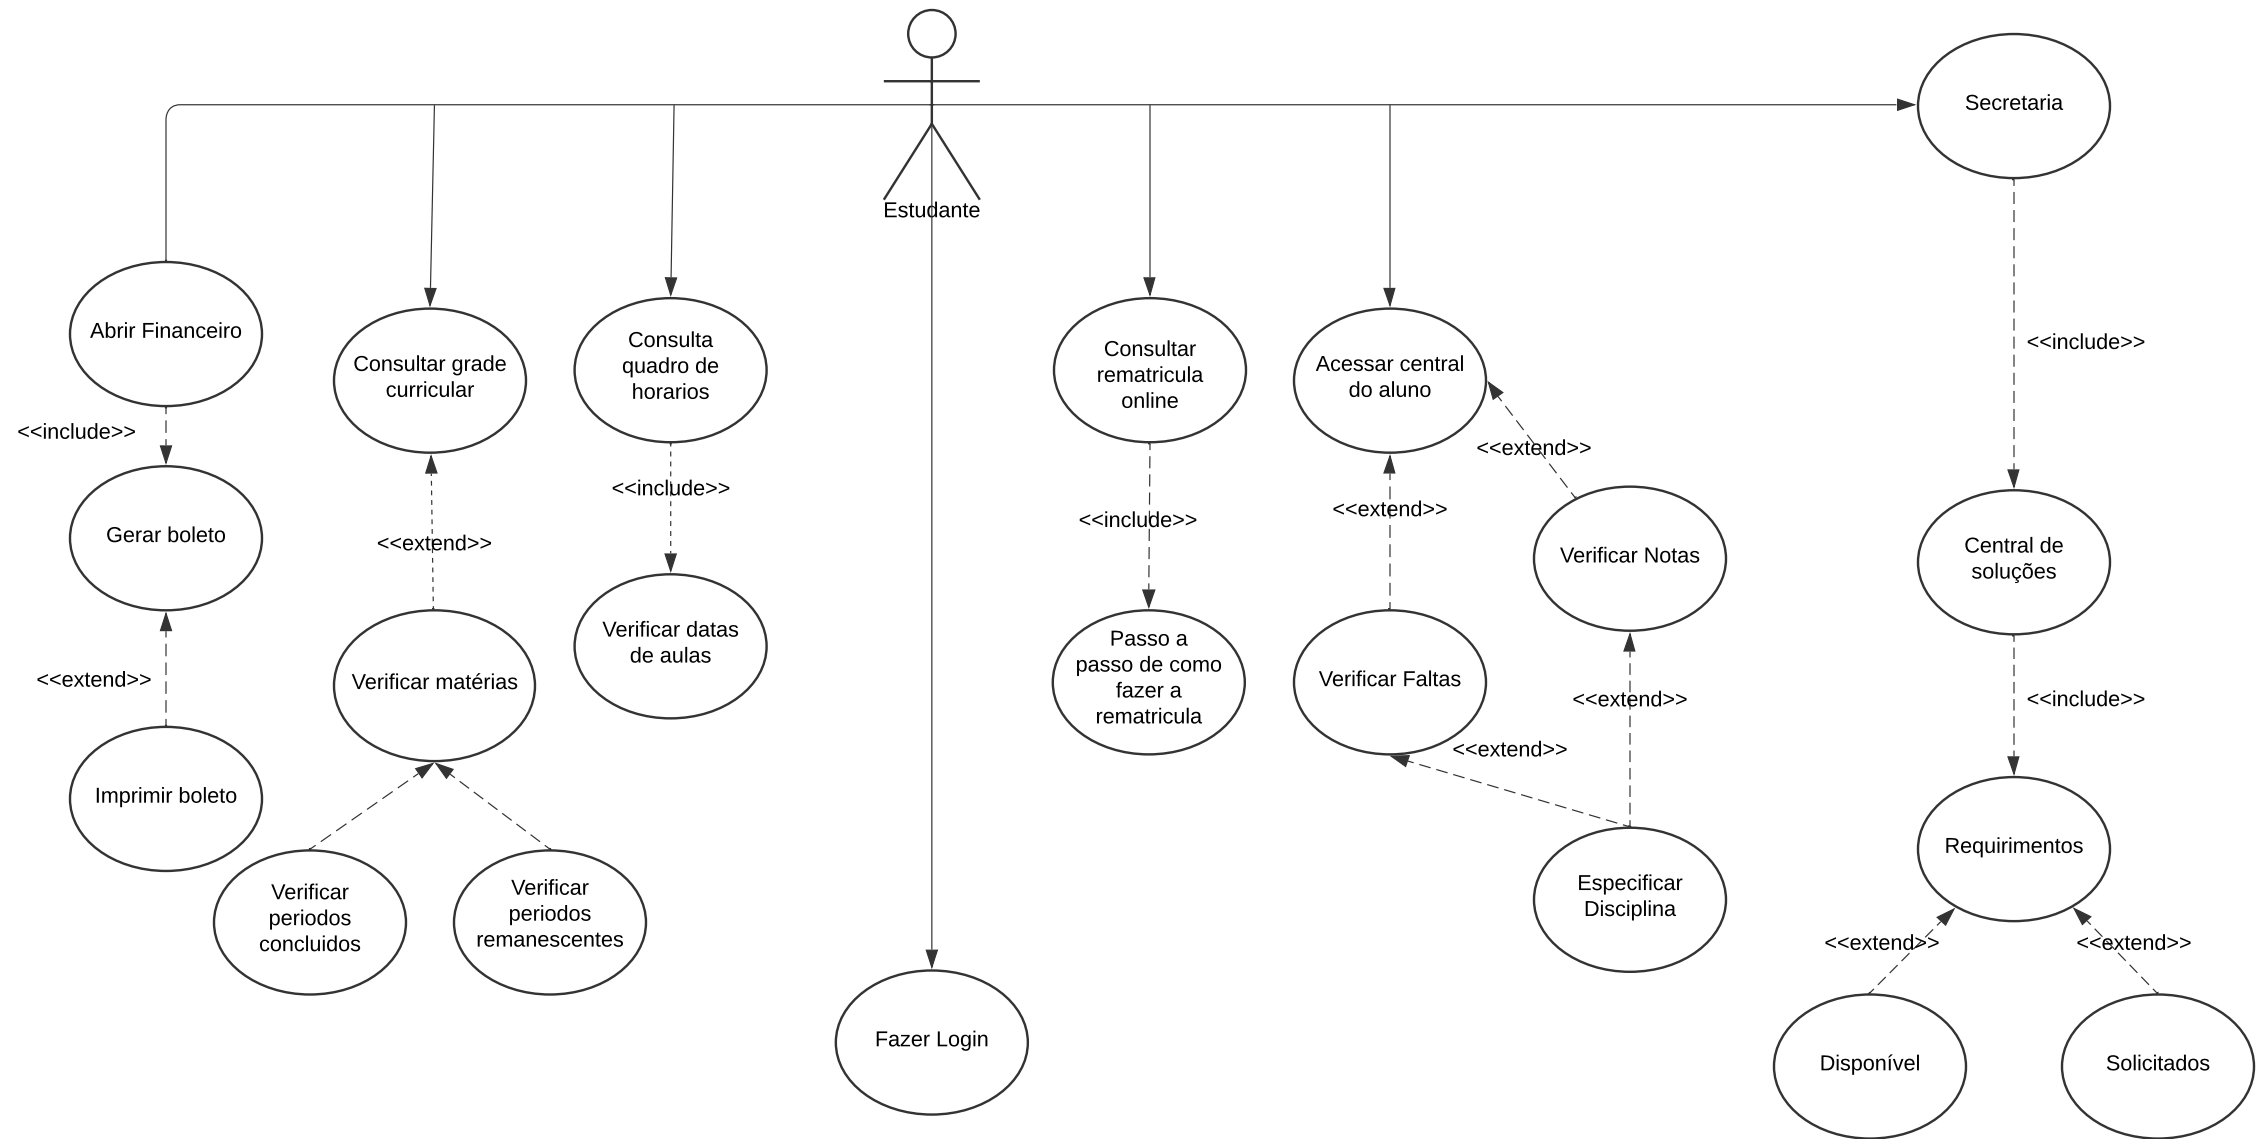 Secretaria
Estudante
Abrir Financeiro
<<include>>
Gerar boleto
<<extend>>
Imprimir boleto
Consultar grade
curricular
<<extend>>
Verificar matérias
Verificar
periodos
concluidos
Verificar
periodos
remanescentes
Consulta
quadro de
horarios
<<include>>
Verificar datas
de aulas
Fazer Login
Consultar
rematricula
online
<<include>>
Passo a
passo de como
fazer a
rematricula
Acessar central
do aluno
<<extend>>
<<extend>>
Verificar Notas
Verificar Faltas
<<extend>>
<<extend>>
Especificar
Disciplina
<<include>>
Central de
soluções
<<include>>
Requirimentos
<<extend>>
<<extend>>
Disponível
Solicitados